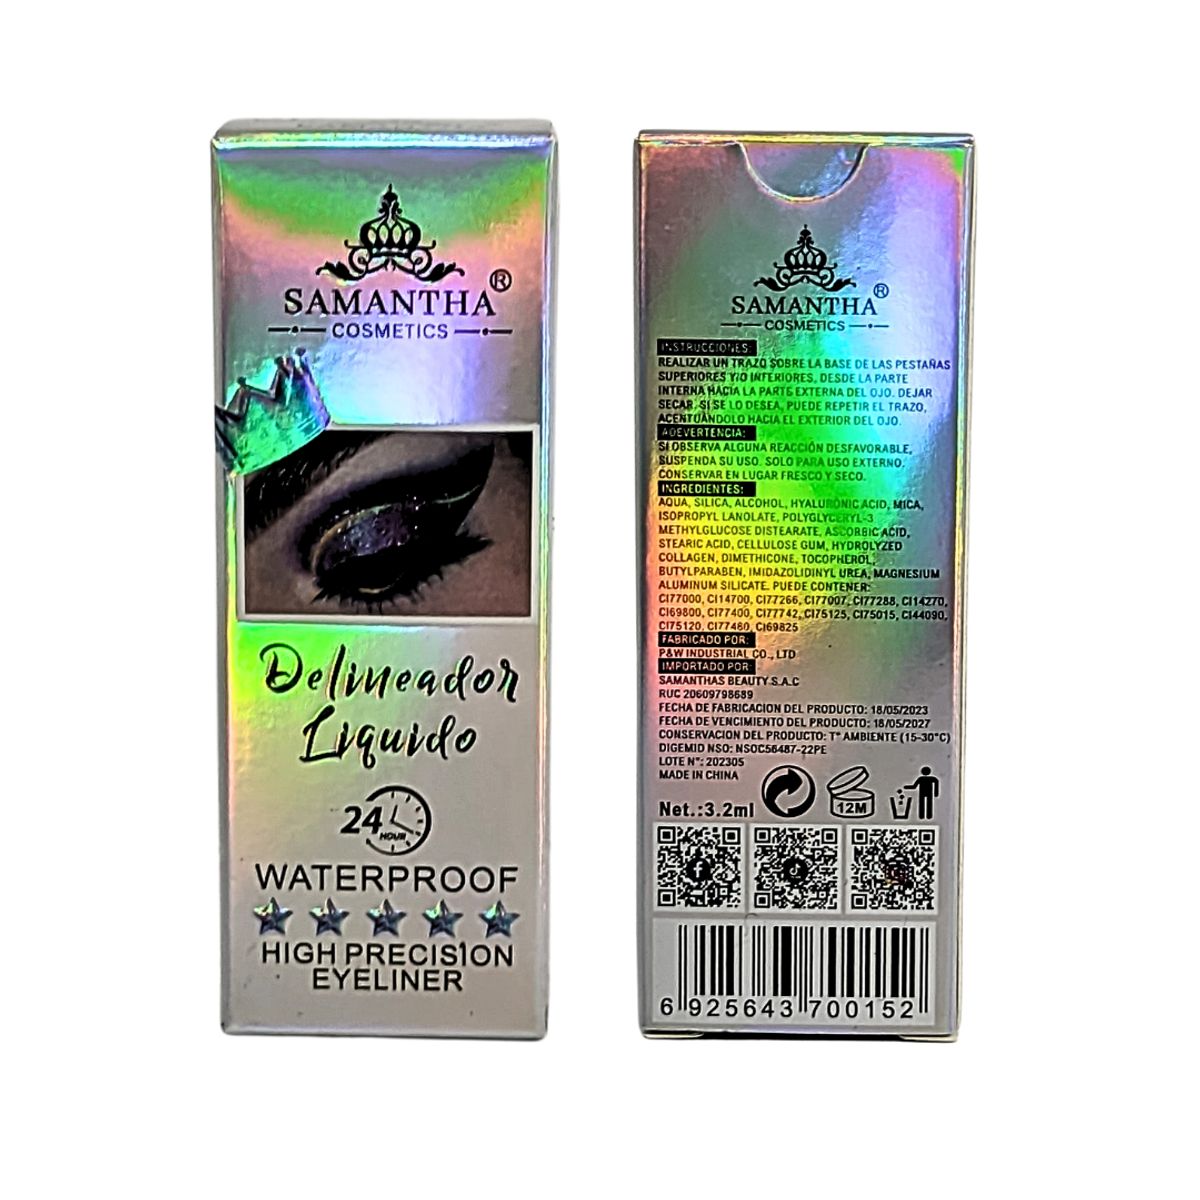 SAMANTHA®
COSMETICS
Delineador
Liquido
24 HOUR
WATERPROOF
HIGH PRECISION
EYELINER
SAMANTHA®
COSMETICS
INSTRUCCIONES:
REALIZAR UN TRAZO SOBRE LA BASE DE LAS PESTAÑAS
SUPERIORES Y/O INFERIORES, DESDE LA PARTE
INTERNA HACÍA LA PARTE EXTERNA DEL OJO. DEJAR
SECAR. SI SE LO DESEA, PUEDE REPETIR EL TRAZO,
ACENTUÁNDOLO HACIA EL EXTERIOR DEL OJO.
ADEVERTENCIA:
SI OBSERVA ALGUNA REACCIÓN DESFAVORABLE,
SUSPENDA SU USO. SOLO PARA USO EXTERNO.
CONSERVAR EN LUGAR FRESCO Y SECO.
INGREDIENTES:
AQUA, SILICA, ALCOHOL, HYALURONIC ACID, MICA,
ISOPROPYL LANOLATE, POLYGLYCERYL-3
METHYLGLUCOSE DISTEARATE, ASCORBIC ACID,
STEARIC ACID, CELLULOSE GUM, HYDROLYZED
COLLAGEN, DIMETHICONE, TOCOPHEROL,
BUTYLPARABEN, IMIDAZOLIDINYL UREA, MAGNESIUM
ALUMINUM SILICATE. PUEDE CONTENER:
CI77000, CI14700, CI77266, CI77007, CI77288, CI14270,
CI69800, CI77400, CI77742, CI75125, CI75015, CI44090,
CI75120, CI77480, CI69825
FABRICADO POR:
P&W INDUSTRIAL CO., LTD
IMPORTADO POR:
SAMANTHAS BEAUTY S.A.C
RUC 20609798689
FECHA DE FABRICACION DEL PRODUCTO: 18/05/2023
FECHA DE VENCIMIENTO DEL PRODUCTO: 18/05/2027
CONSERVACION DEL PRODUCTO: T° AMBIENTE (15-30°C)
DIGEMID NSO: NSOC56487-22PE
LOTE N°: 202305
MADE IN CHINA
Net.:3.2ml
12M
6 925643 700152